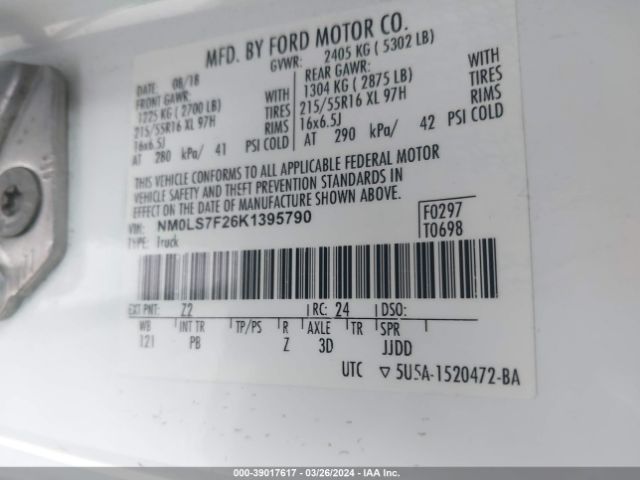 MFD. BY FORD MOTOR CO.
GVWR: 2405 KG ( 5302 LB)
DATE: 08/18
FRONT GAWR: WITH
1225 KG ( 2700 LB) TIRES
215/55R16 XL 97H RIMS
16x6.5J
AT 280 kPa/ 41 PSI COLD
REAR GAWR: WITH
1304 KG ( 2875 LB) TIRES
215/55R16 XL 97H RIMS
16x6.5J
AT 290 kPa/ 42 PSI COLD
THIS VEHICLE CONFORMS TO ALL APPLICABLE FEDERAL MOTOR
VEHICLE SAFETY AND THEFT PREVENTION STANDARDS IN
EFFECT ON THE DATE OF MANUFACTURE SHOWN ABOVE.
VIN: NM0LS7F26K1395790
TYPE: Truck
F0297
T0698
EXT PNT: Z2 RC: 24 DSO:
WB INT TR TP/PS R AXLE TR SPR
121 PB Z 3D JJDD
UTC ▽ 5U5A-1520472-BA
000-39017617 - 03/26/2024 - IAA Inc.